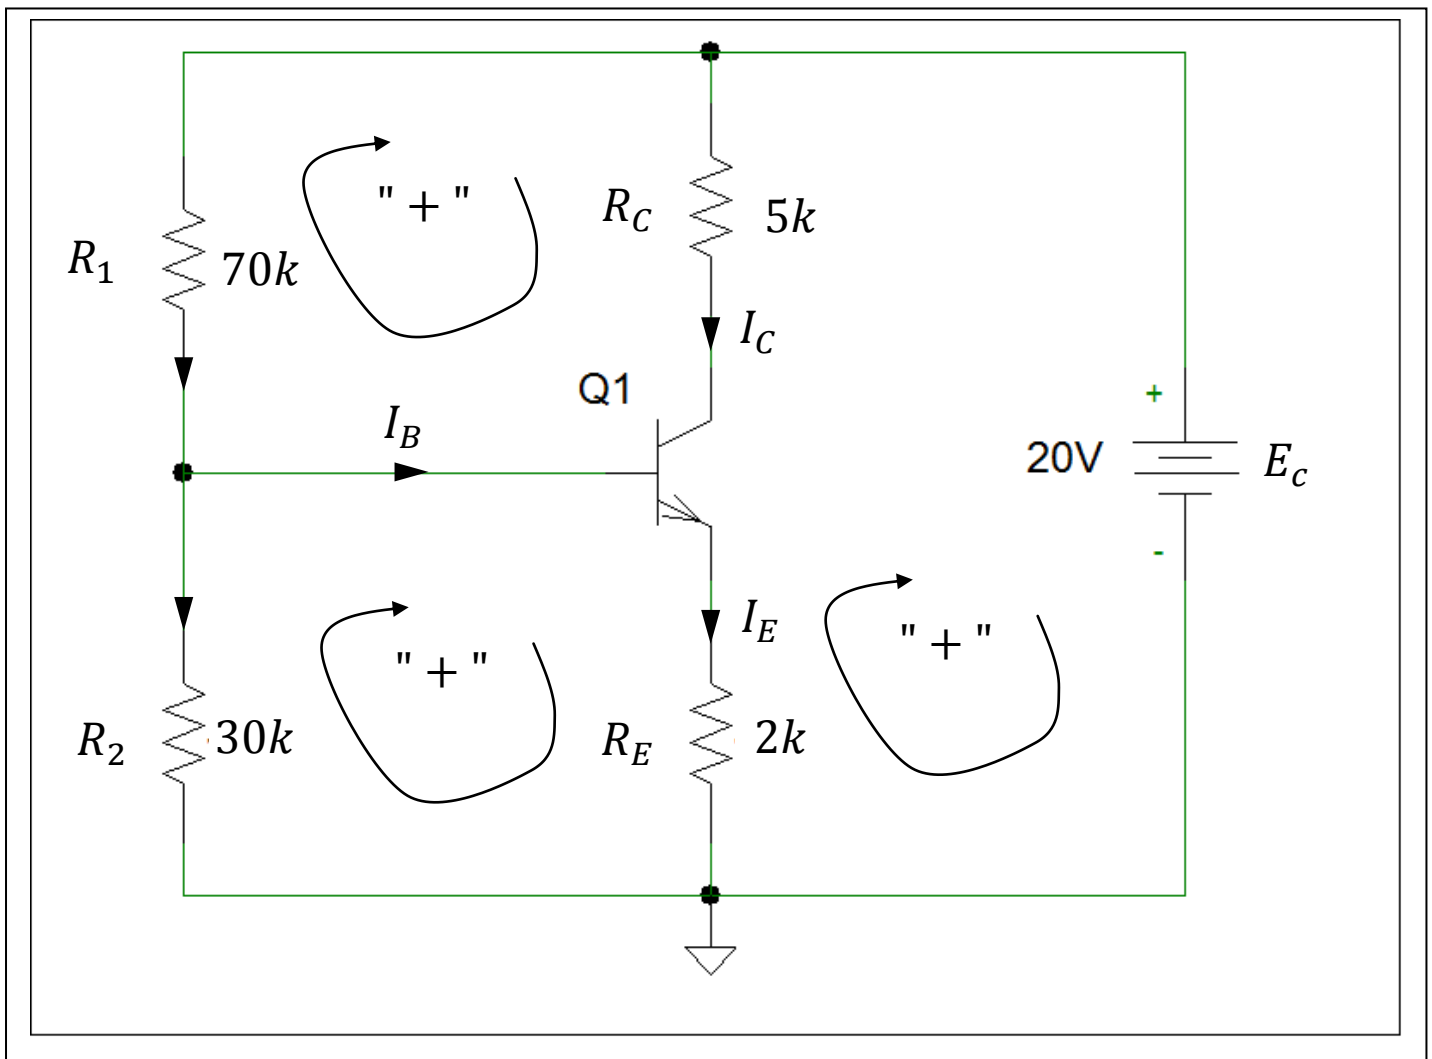 " + "
R_C
5k
R_1
70k
I_C
Q1
I_B
+
20V
E_c
-
I_E
" + "
" + "
R_2
30k
R_E
2k